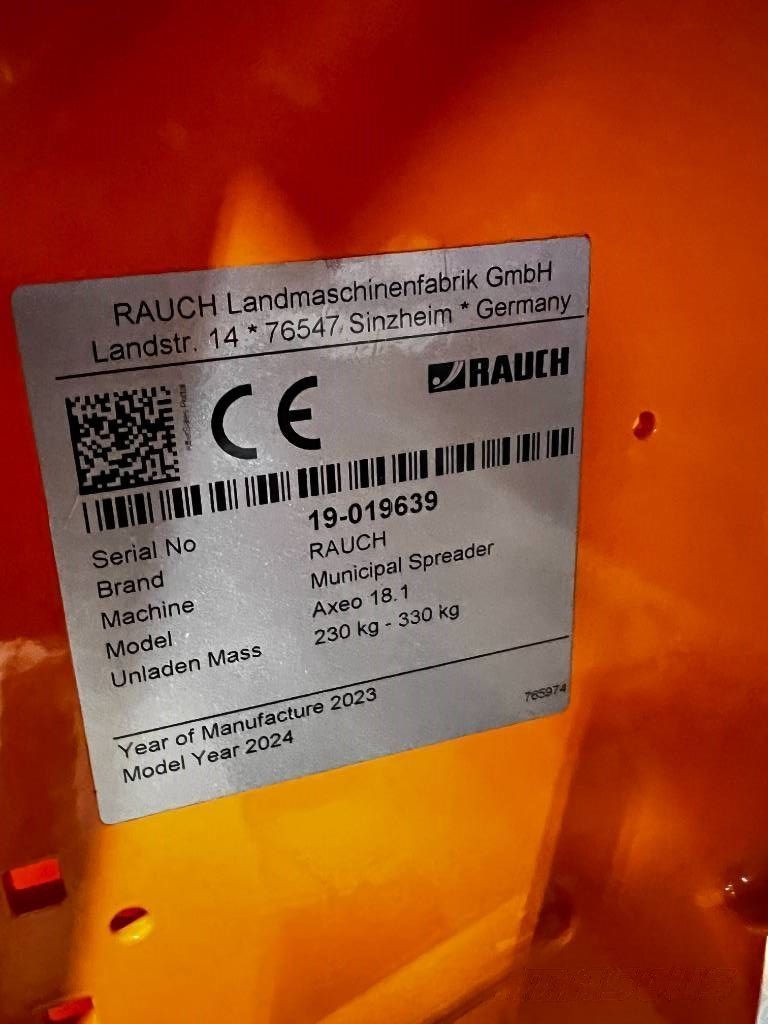 RAUCH Landmaschinenfabrik GmbH
Landstr. 14 * 76547 Sinzheim * Germany
CE
RAUCH
Serial No 19-019639
Brand RAUCH
Machine Municipal Spreader
Model Axeo 18.1
Unladen Mass 230 kg - 330 kg
Year of Manufacture 2023
Model Year 2024
765974